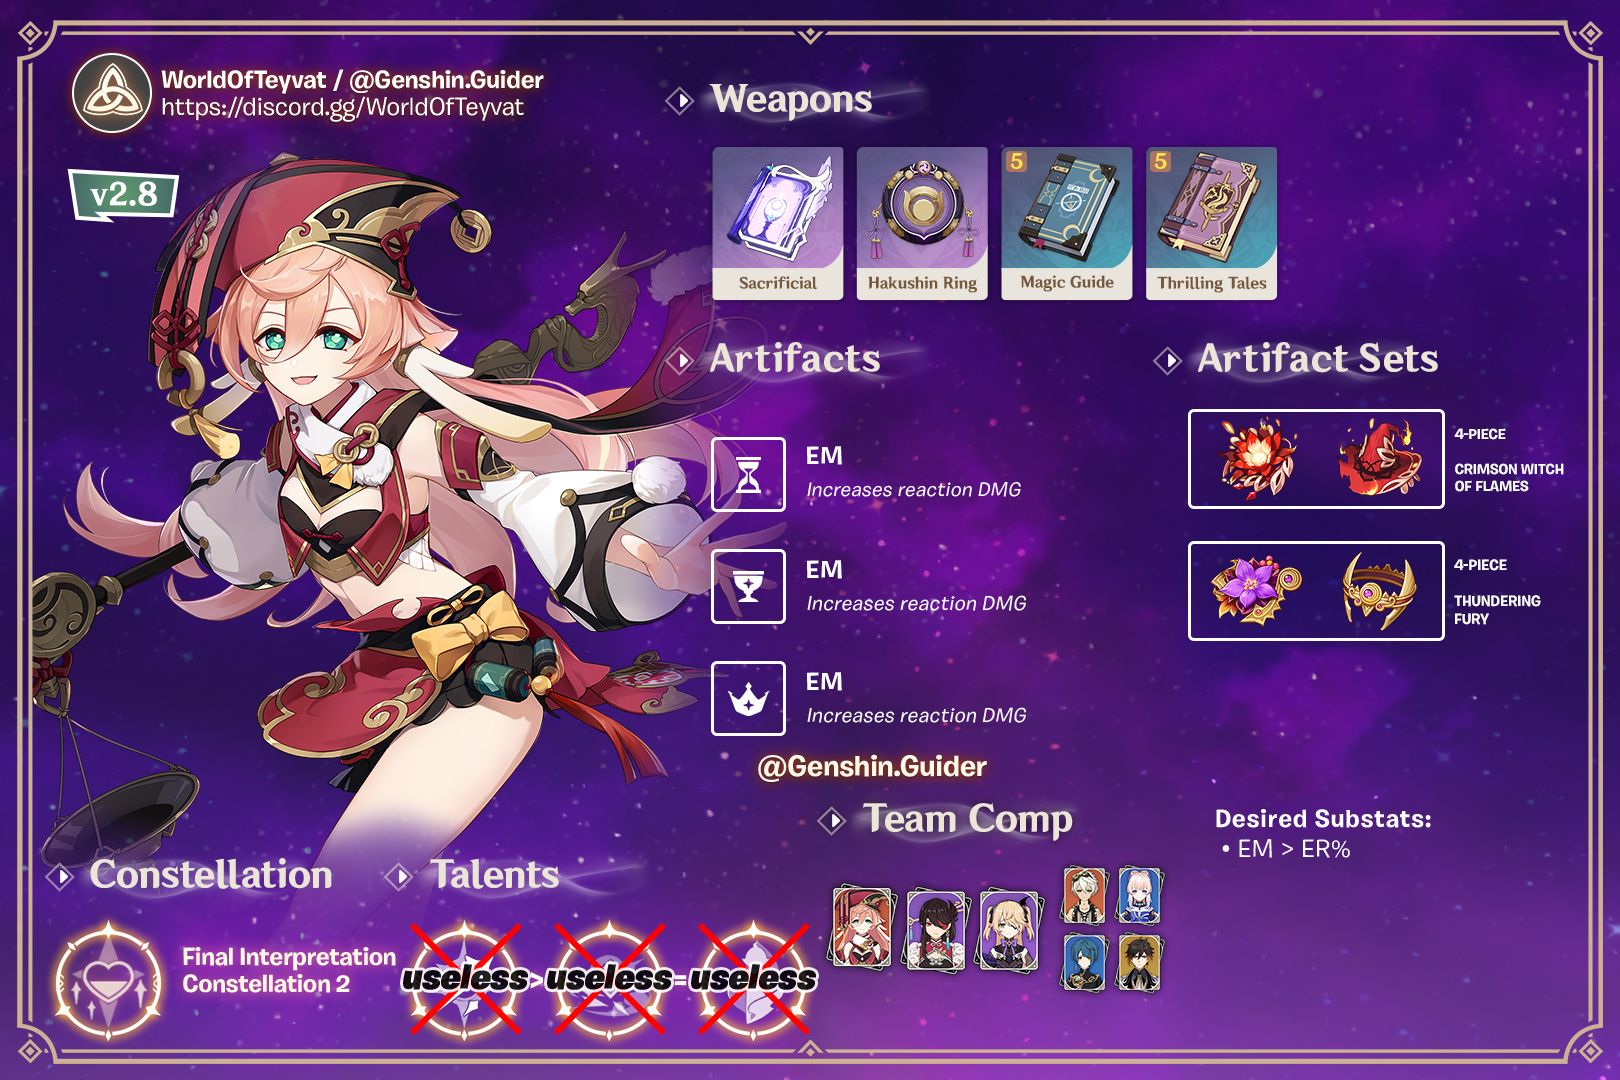 WorldOfTeyvat / @Genshin.Guider
https://discord.gg/WorldOfTeyvat
v2.8
Weapons
Sacrificial
Hakushin Ring
5
Magic Guide
5
Thrilling Tales
Artifacts
EM
Increases reaction DMG
EM
Increases reaction DMG
EM
Increases reaction DMG
@Genshin.Guider
Artifact Sets
4-PIECE
CRIMSON WITCH
OF FLAMES
4-PIECE
THUNDERING
FURY
Team Comp
Desired Substats:
• EM > ER%
Constellation
Final Interpretation
Constellation 2
Talents
useless>useless=useless